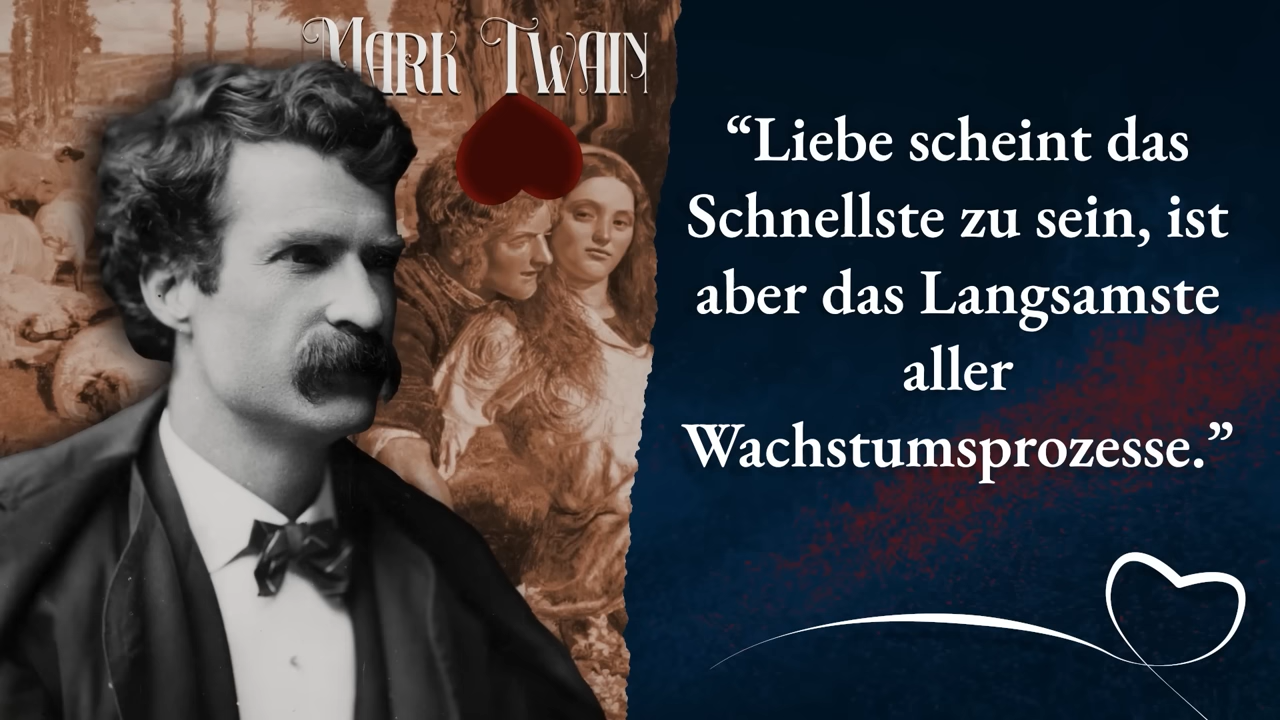 Mark Twain
“Liebe scheint das
Schnellste zu sein, ist
aber das Langsamste
aller
Wachstumsprozesse.”